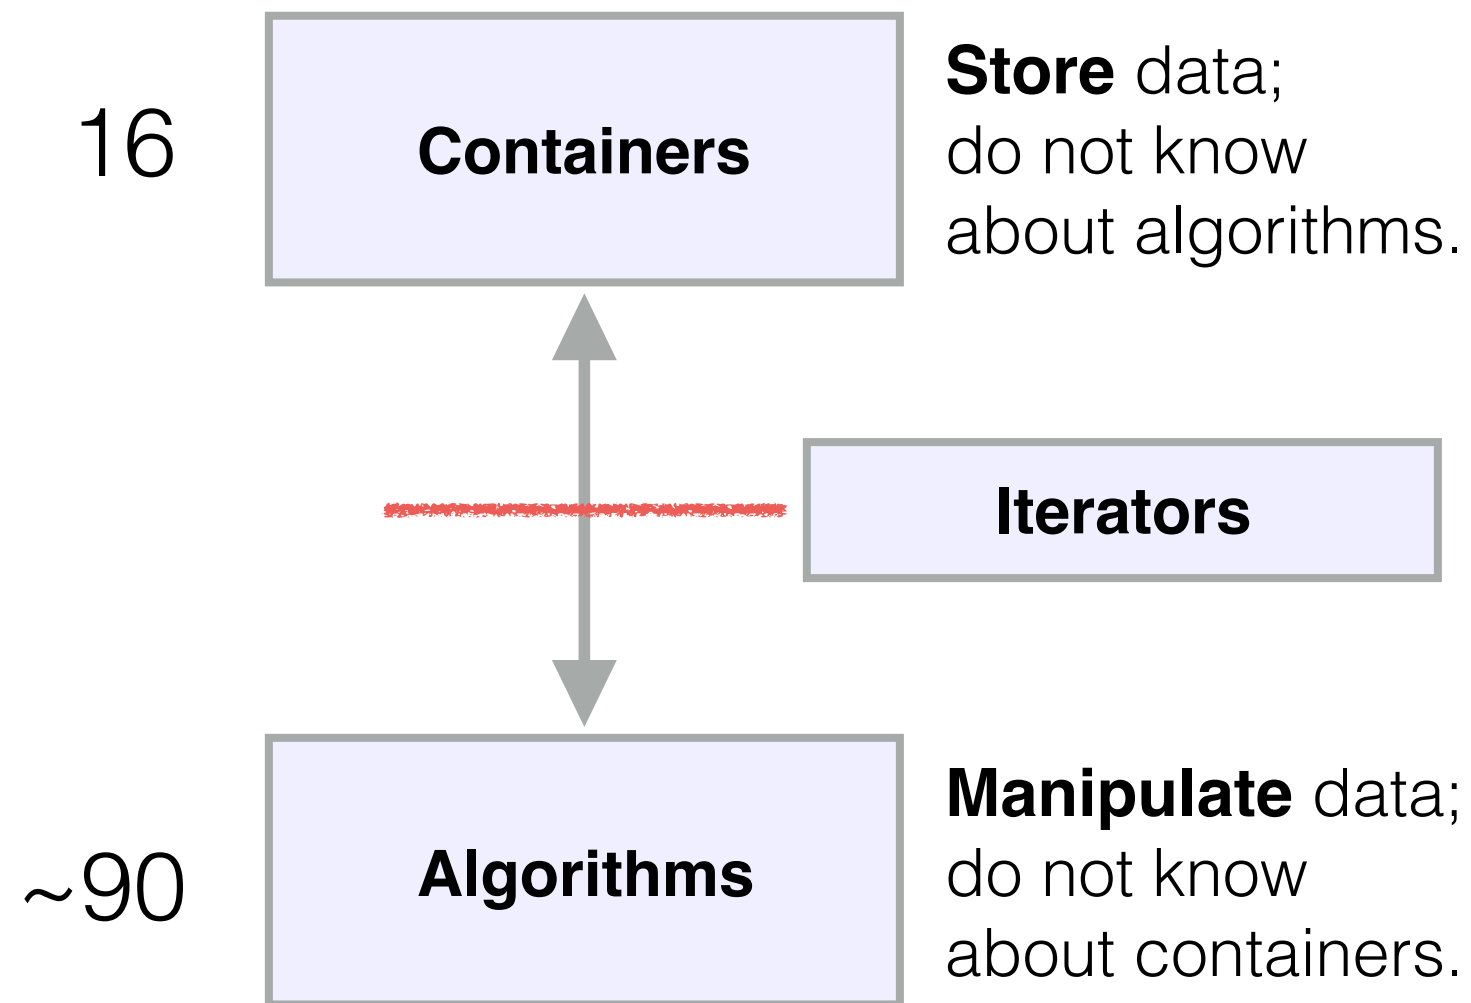 16
Containers
Store data;
do not know
about algorithms.
Iterators
~90
Algorithms
Manipulate data;
do not know
about containers.